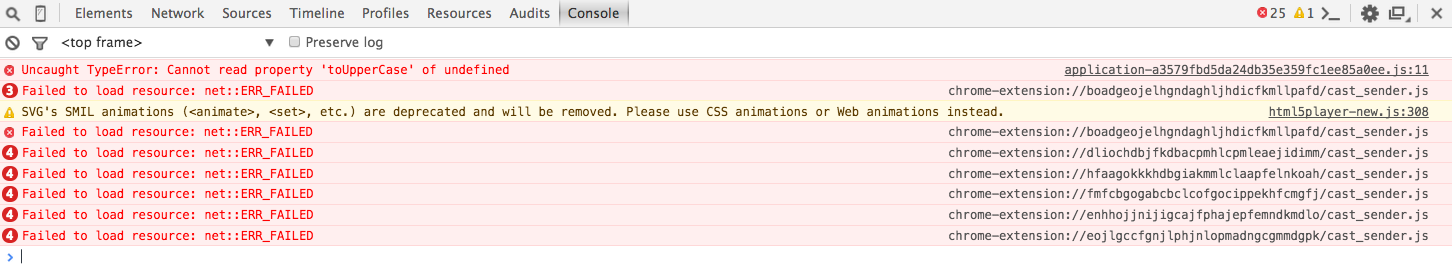 Elements Network Sources Timeline Profiles Resources Audits Console 25 1
<top frame> Preserve log
Uncaught TypeError: Cannot read property 'toUpperCase' of undefined application-a3579fbd5da24db35e359fc1ee85a0ee.js:11
3 Failed to load resource: net::ERR_FAILED chrome-extension://boadgeojelhgndaghljhdicfkmllpafd/cast_sender.js
SVG's SMIL animations (<animate>, <set>, etc.) are deprecated and will be removed. Please use CSS animations or Web animations instead. html5player-new.js:308
Failed to load resource: net::ERR_FAILED chrome-extension://boadgeojelhgndaghljhdicfkmllpafd/cast_sender.js
4 Failed to load resource: net::ERR_FAILED chrome-extension://dliochdbjfkdbacpmhlcpmleaejidimm/cast_sender.js
4 Failed to load resource: net::ERR_FAILED chrome-extension://hfaagokkkhdbgiakmmlclaapfelnkoah/cast_sender.js
4 Failed to load resource: net::ERR_FAILED chrome-extension://fmfcbgogabcbclcofgocippekhfcmgfj/cast_sender.js
4 Failed to load resource: net::ERR_FAILED chrome-extension://enhhojjnijigcajfphajepfemndkmdlo/cast_sender.js
4 Failed to load resource: net::ERR_FAILED chrome-extension://eojlgccfgnjlphjnlopmadngcgmmdgpk/cast_sender.js